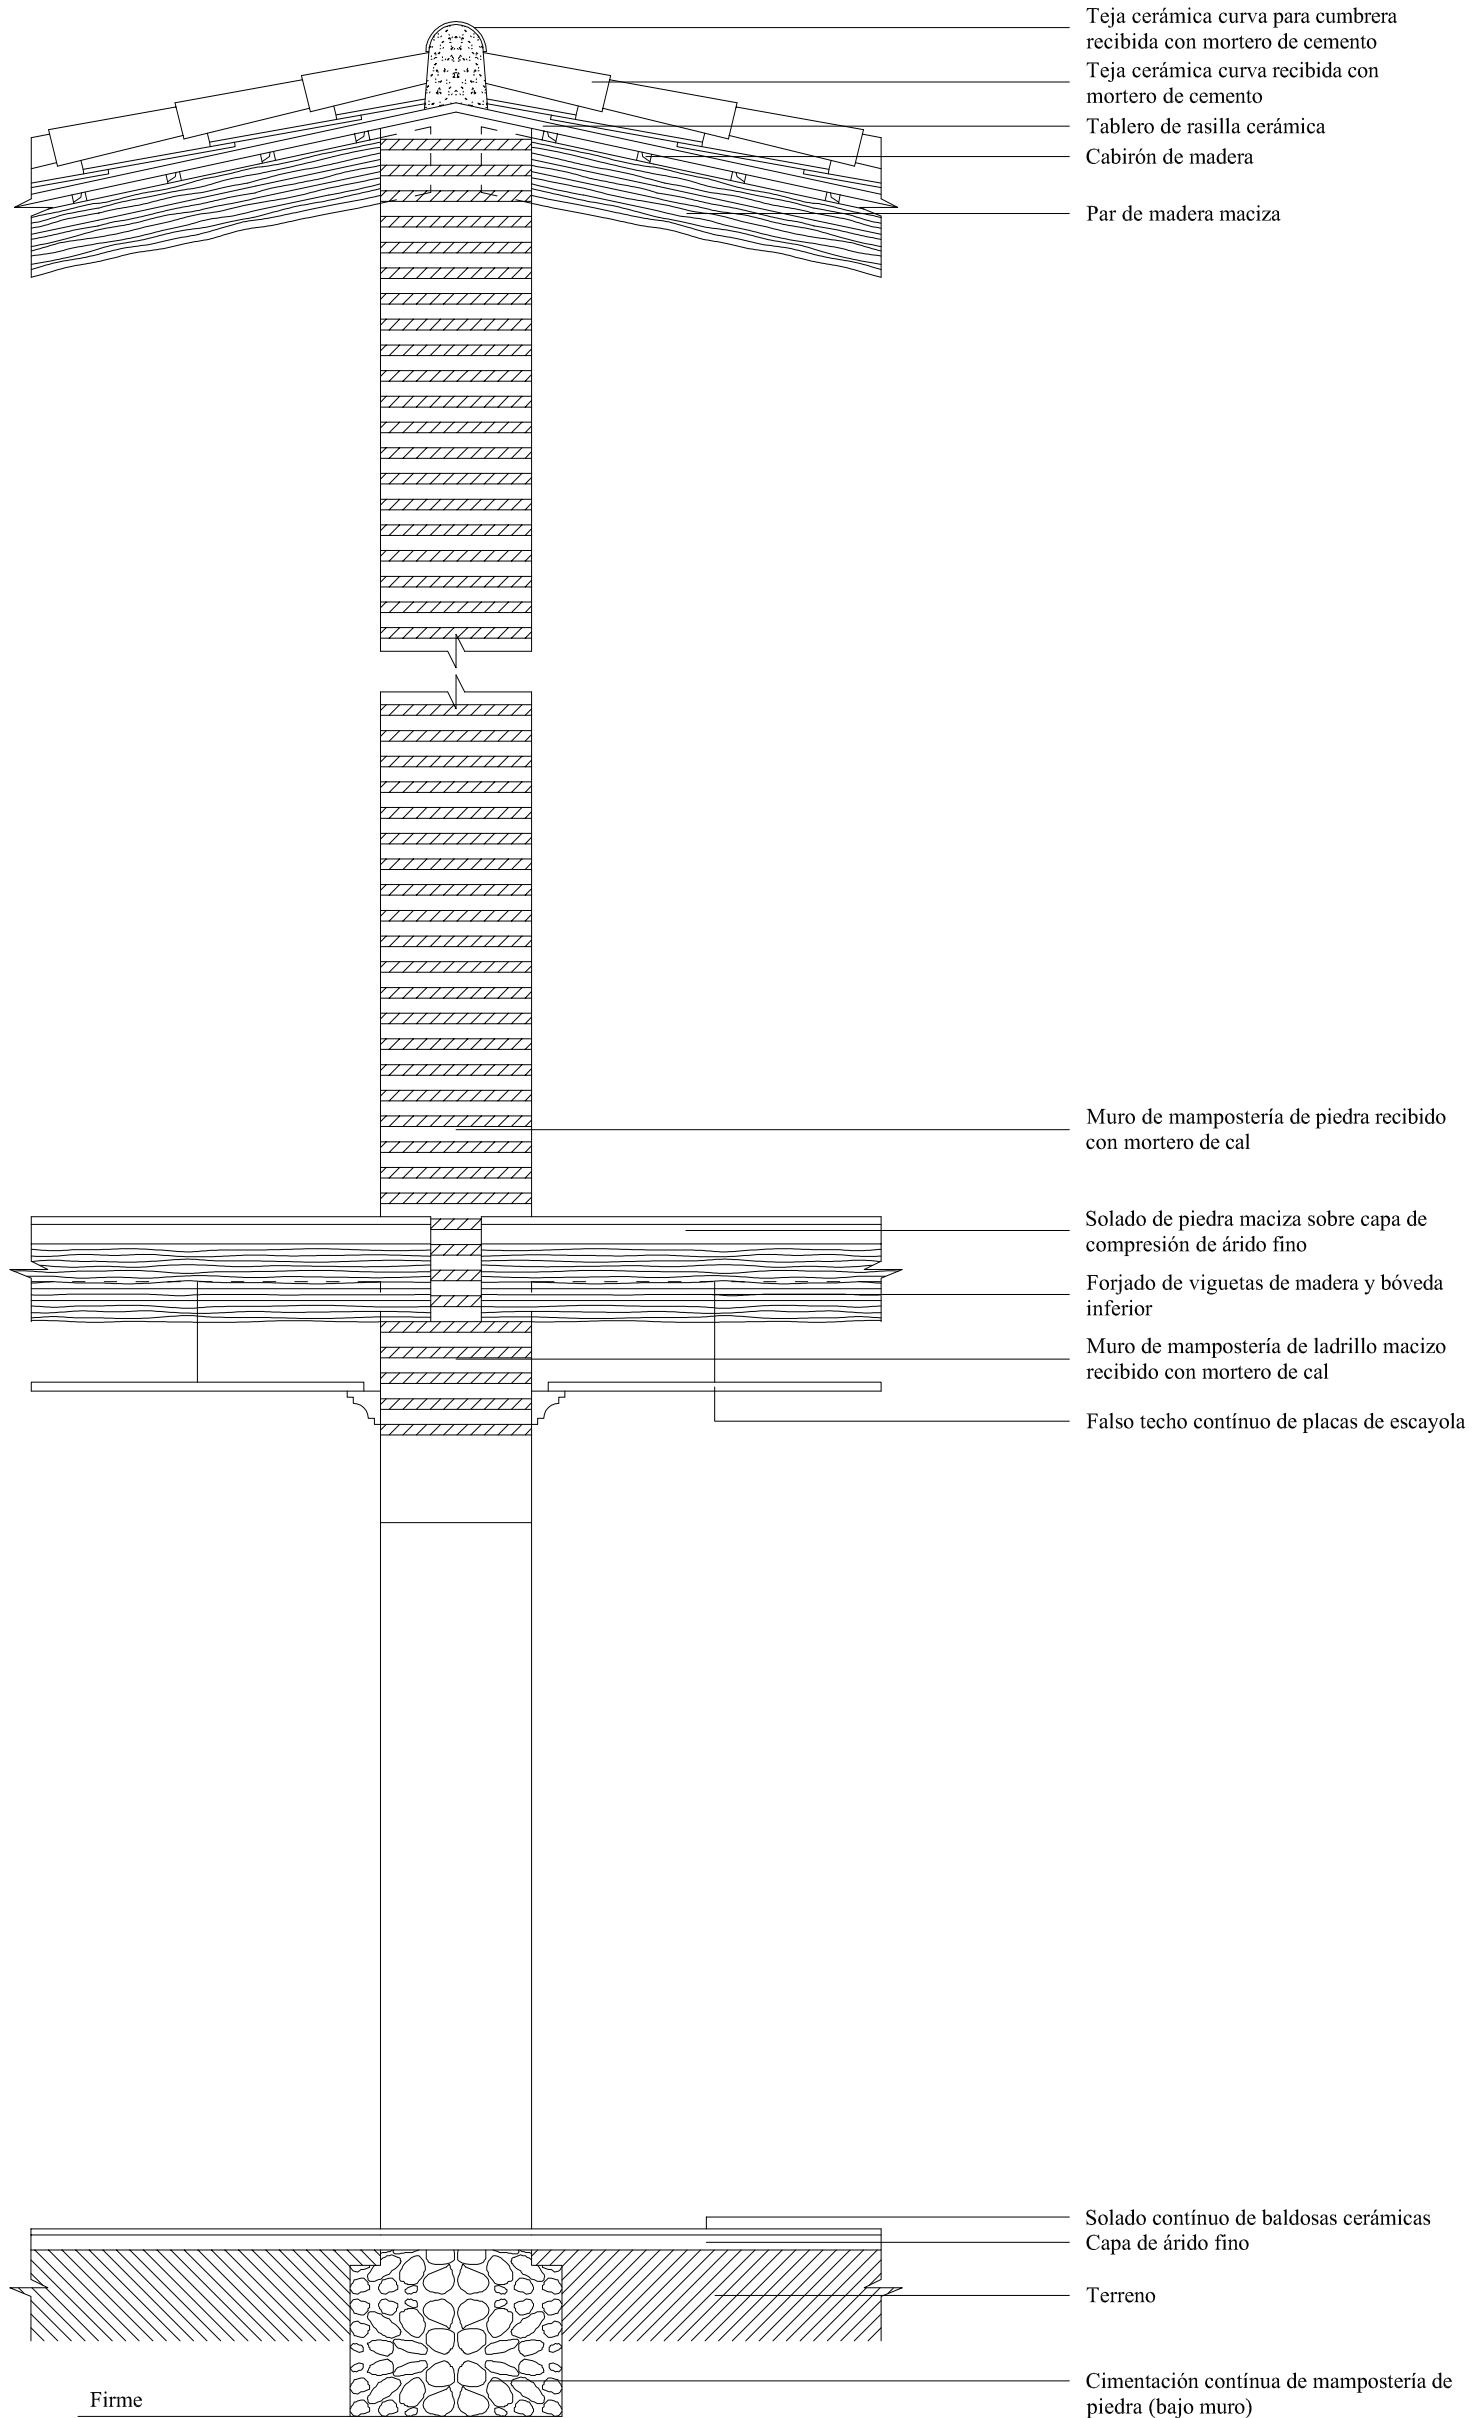 Teja cerámica curva para cumbrera
recibida con mortero de cemento
Teja cerámica curva recibida con
mortero de cemento
Tablero de rasilla cerámica
Cabirón de madera
Par de madera maciza
Muro de mampostería de piedra recibido
con mortero de cal
Solado de piedra maciza sobre capa de
compresión de árido fino
Forjado de viguetas de madera y bóveda
inferior
Muro de mampostería de ladrillo macizo
recibido con mortero de cal
Falso techo contínuo de placas de escayola
Solado contínuo de baldosas cerámicas
Capa de árido fino
Terreno
Cimentación contínua de mampostería de
piedra (bajo muro)
Firme